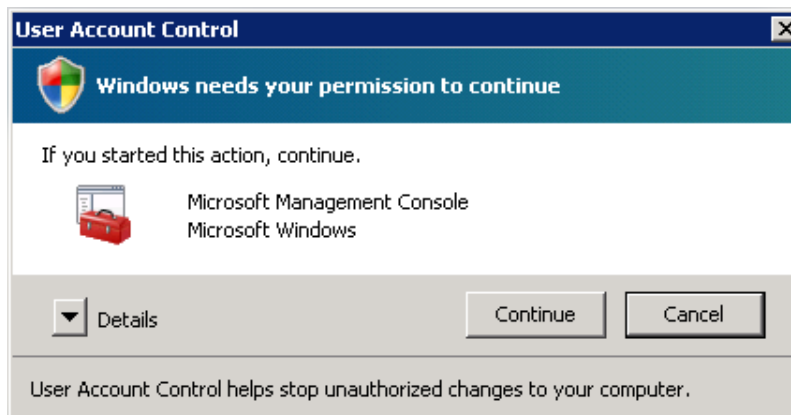 User Account Control
Windows needs your permission to continue
If you started this action, continue.
Microsoft Management Console
Microsoft Windows
Details
Continue
Cancel
User Account Control helps stop unauthorized changes to your computer.